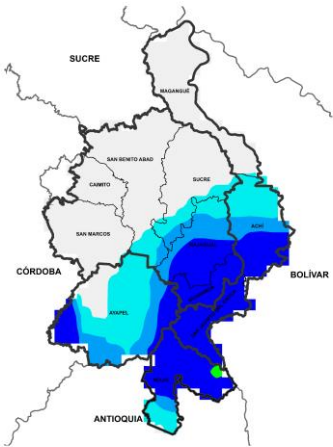 SUCRE
MAGANGUÉ
SAN BENITO ABAD
SUCRE
CAIMITO
SAN MARCOS
ACHÍ
CÓRDOBA
BOLÍVAR
AYAPEL
ANTIOQUIA